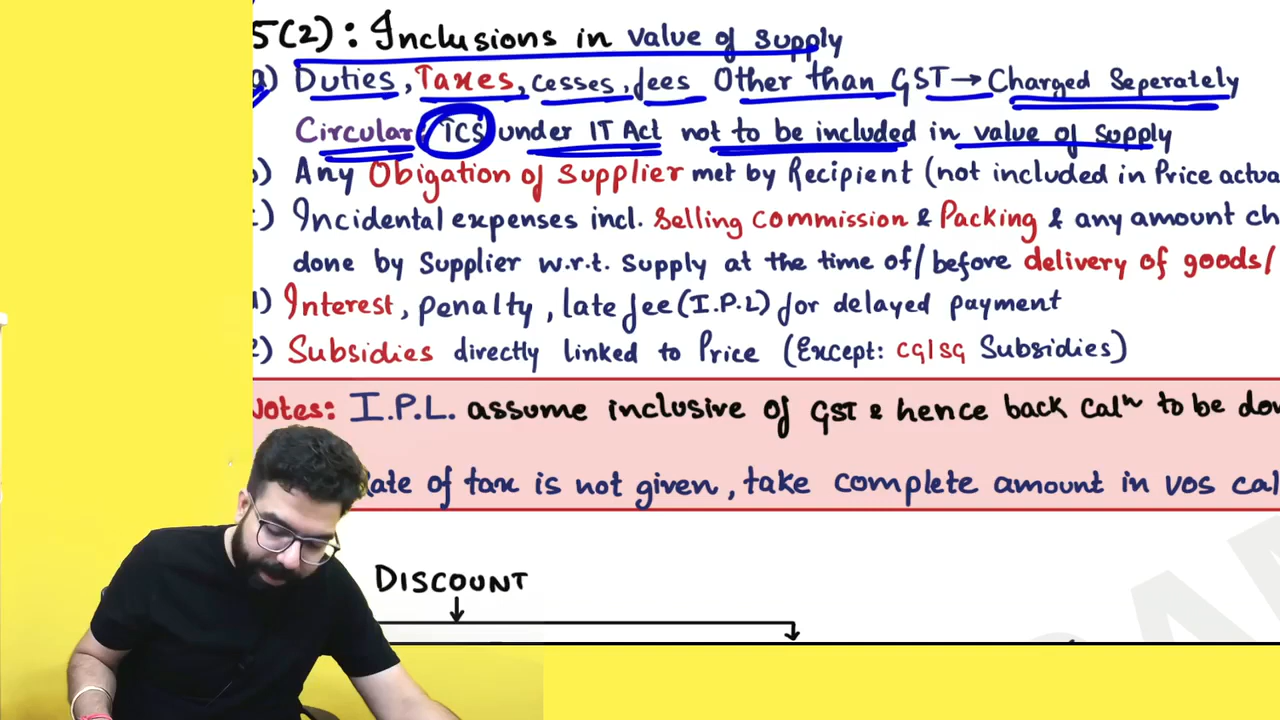 5(2): Inclusions in value of supply
a) Duties, Taxes, cesses, fees Other than GST → Charged Seperately
Circular: TCS under IT Act not to be included in value of supply
b) Any Obigation of Supplier met by Recipient (not included in Price actua
c) Incidental expenses incl. selling commission & Packing & any amount ch
done by Supplier w.r.t. supply at the time of/before delivery of goods/
d) Interest, penalty, late fee (I.P.L) for delayed payment
e) Subsidies directly linked to Price (Except: CG/SG Subsidies)
Notes: I.P.L. assume inclusive of GST & hence back Calⁿ to be don
Rate of tax is not given, take complete amount in VOS cal
DISCOUNT